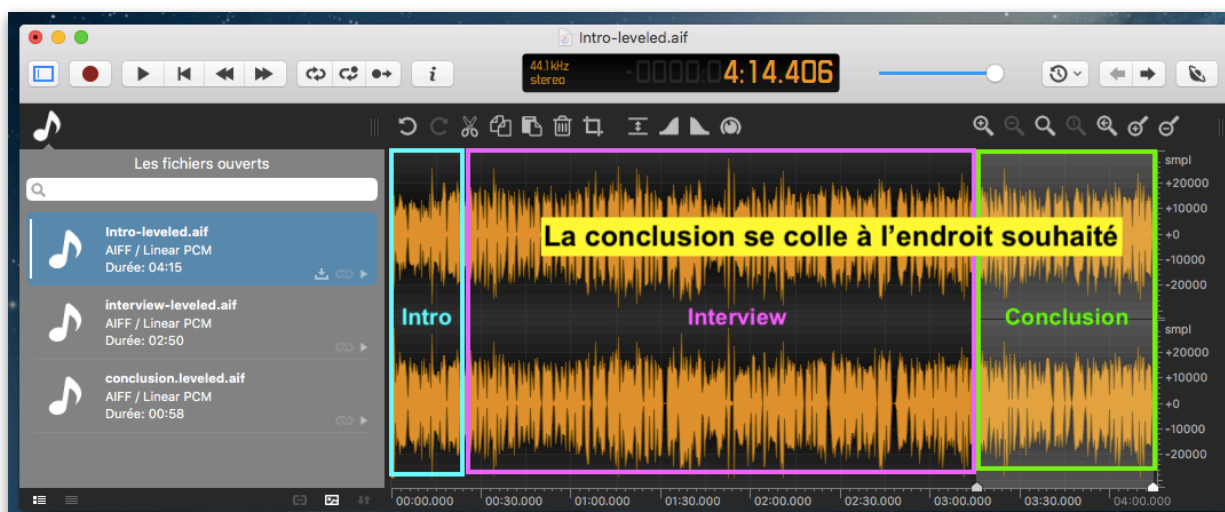 Intro-leveled.aif
44.1 kHz
stereo
-0000:04:14.406
Les fichiers ouverts
Intro-leveled.aif
AIFF / Linear PCM
Durée: 04:15
interview-leveled.aif
AIFF / Linear PCM
Durée: 02:50
conclusion.leveled.aif
AIFF / Linear PCM
Durée: 00:58
La conclusion se colle à l'endroit souhaité
Intro
Interview
Conclusion
smpl
+20000
+10000
+0
-10000
-20000
smpl
+20000
+10000
+0
-10000
-20000
00:00.000 00:30.000 01:00.000 01:30.000 02:00.000 02:30.000 03:00.000 03:30.000 04:00.000